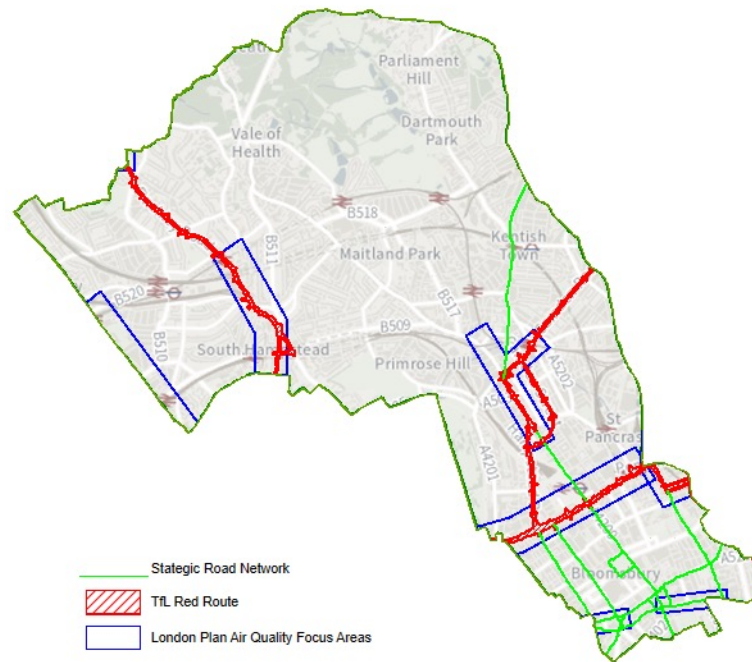 Parliament
Hill
Dartmouth
Park
Vale of
Health
B518
Kentish
Town
B511
Maitland Park
B520
B517
B510
B509
South Hampstead
Primrose Hill
A5202
St
Pancras
A4201
Bloomsbury
Stategic Road Network
TfL Red Route
London Plan Air Quality Focus Areas